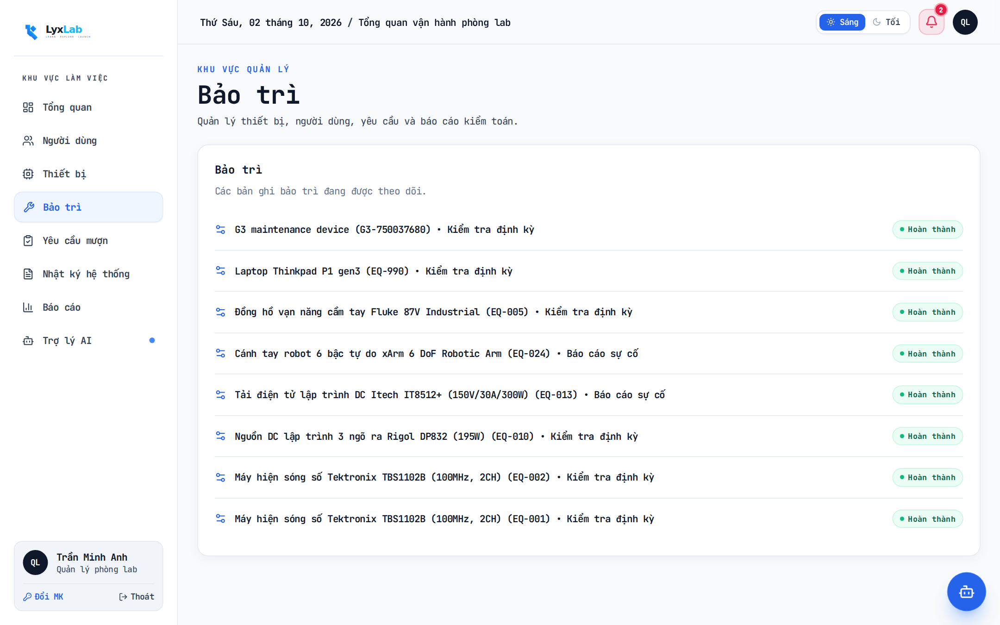 LyxLab
LEARN · EXPLORE · LAUNCH
KHU VỰC LÀM VIỆC
Tổng quan
Người dùng
Thiết bị
Bảo trì
Yêu cầu mượn
Nhật ký hệ thống
Báo cáo
Trợ lý AI
QL
Trần Minh Anh
Quản lý phòng lab
Đổi MK
Thoát
Thứ Sáu, 02 tháng 10, 2026 / Tổng quan vận hành phòng lab
Sáng
Tối
2
QL
KHU VỰC QUẢN LÝ
Bảo trì
Quản lý thiết bị, người dùng, yêu cầu và báo cáo kiểm toán.
Bảo trì
Các bản ghi bảo trì đang được theo dõi.
G3 maintenance device (G3-750037680) • Kiểm tra định kỳ
Hoàn thành
Laptop Thinkpad P1 gen3 (EQ-990) • Kiểm tra định kỳ
Hoàn thành
Đồng hồ vạn năng cầm tay Fluke 87V Industrial (EQ-005) • Kiểm tra định kỳ
Hoàn thành
Cánh tay robot 6 bậc tự do xArm 6 DoF Robotic Arm (EQ-024) • Báo cáo sự cố
Hoàn thành
Tải điện tử lập trình DC Itech IT8512+ (150V/30A/300W) (EQ-013) • Báo cáo sự cố
Hoàn thành
Nguồn DC lập trình 3 ngõ ra Rigol DP832 (195W) (EQ-010) • Kiểm tra định kỳ
Hoàn thành
Máy hiện sóng số Tektronix TBS1102B (100MHz, 2CH) (EQ-002) • Kiểm tra định kỳ
Hoàn thành
Máy hiện sóng số Tektronix TBS1102B (100MHz, 2CH) (EQ-001) • Kiểm tra định kỳ
Hoàn thành